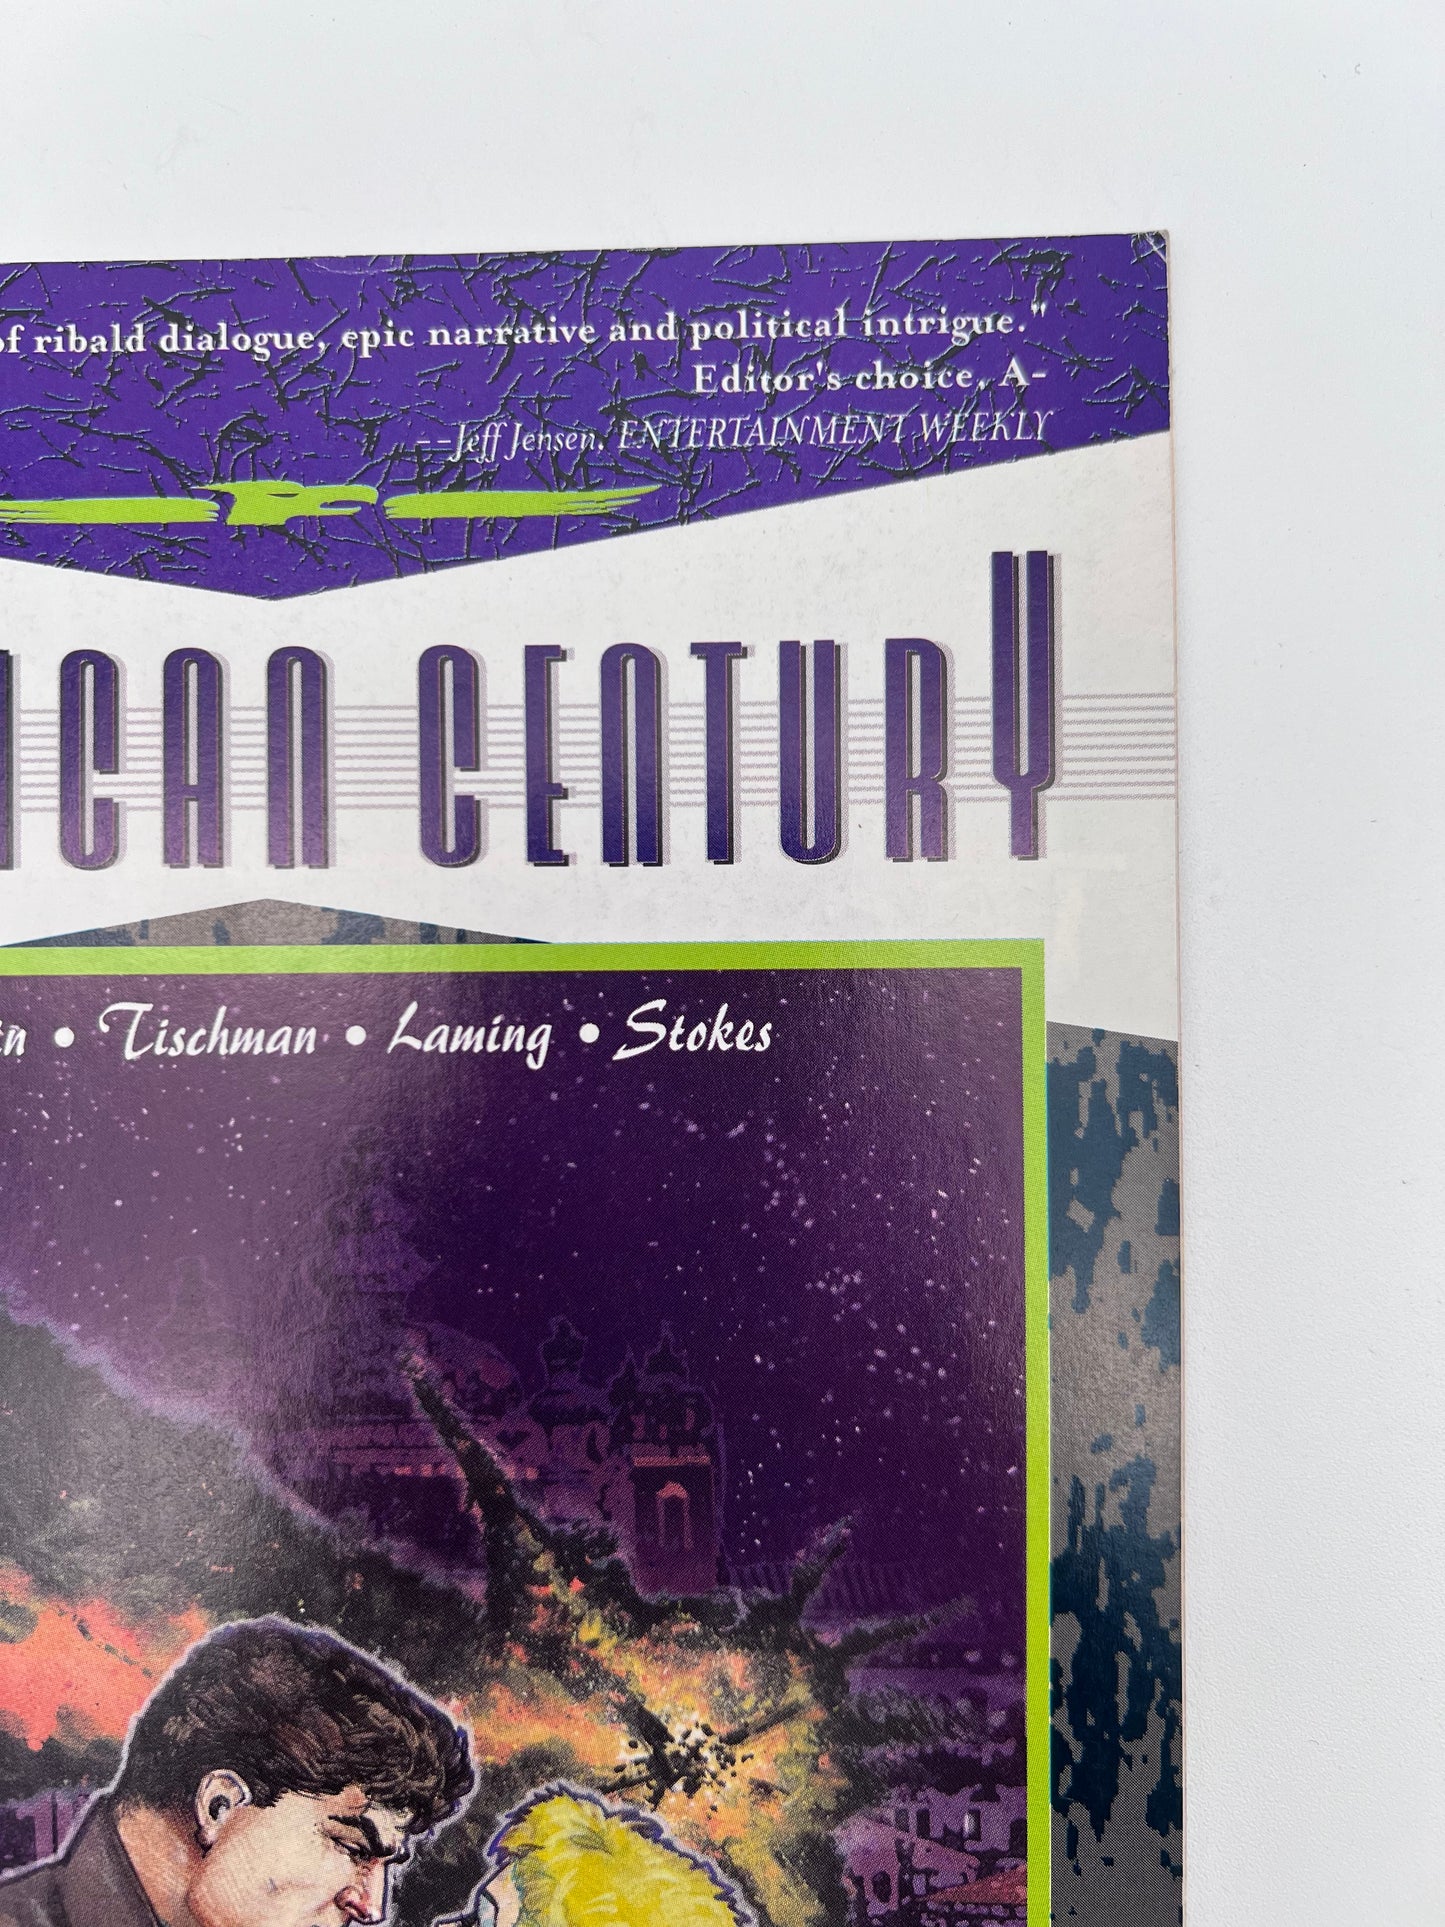 of ribald dialogue, epic narrative and political intrigue."
Editor's choice, A-
--Jeff Jensen, ENTERTAINMENT WEEKLY
ICAN CENTURY
tn • Tischman • Laming • Stokes